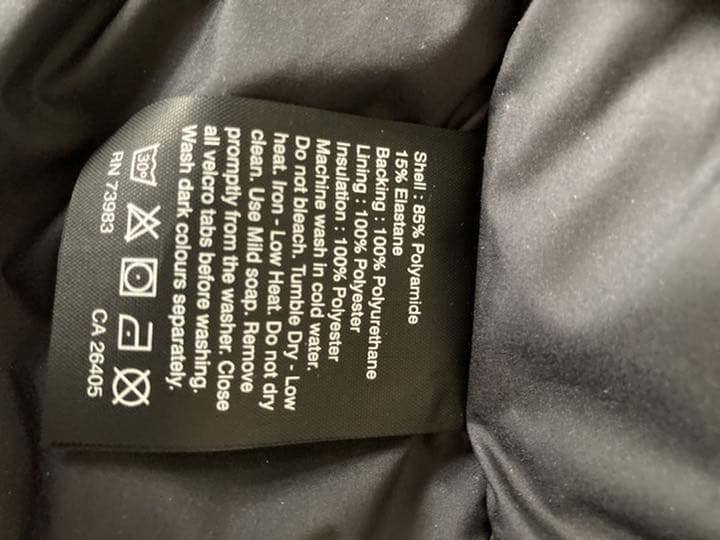 Shell : 85% Polyamide
15% Elastane
Backing : 100% Polyurethane
Lining : 100% Polyester
Insulation : 100% Polyester
Machine wash in cold water.
Do not bleach. Tumble Dry - Low
heat. Iron - Low Heat. Do not dry
clean. Use Mild soap. Remove
promptly from the washer. Close
all velcro tabs before washing.
Wash dark colours separately.
30°
RN 73983 CA 26405